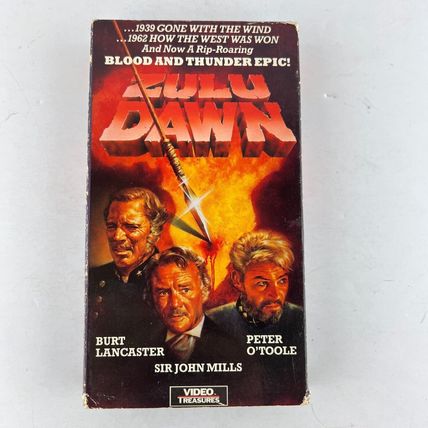 ...1939 GONE WITH THE WIND
...1962 HOW THE WEST WAS WON
And Now A Rip-Roaring
BLOOD AND THUNDER EPIC!
ZULU
DAWN
BURT
LANCASTER
PETER
O'TOOLE
SIR JOHN MILLS
VIDEO
TREASURES